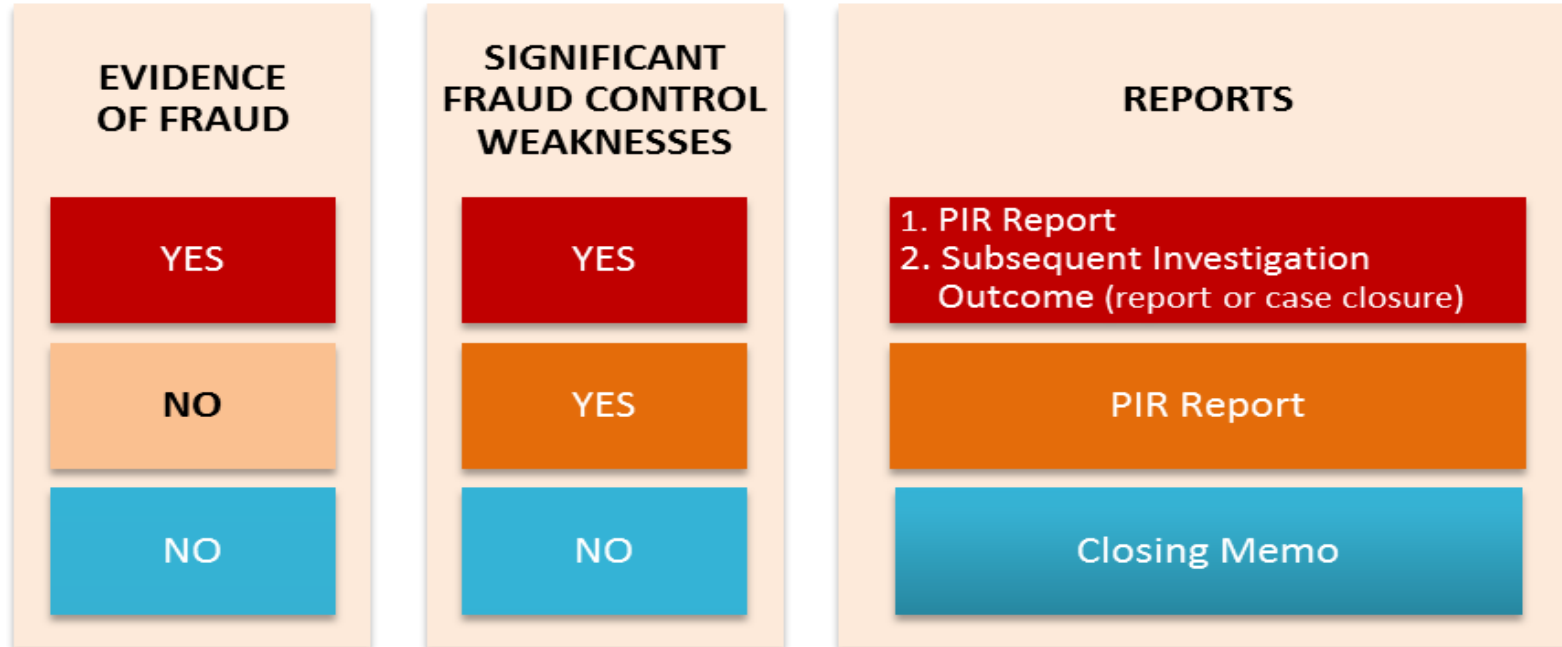 EVIDENCE
OF FRAUD
SIGNIFICANT
FRAUD CONTROL
WEAKNESSES
REPORTS
YES
YES
1. PIR Report
2. Subsequent Investigation
Outcome (report or case closure)
NO
YES
PIR Report
NO
NO
Closing Memo